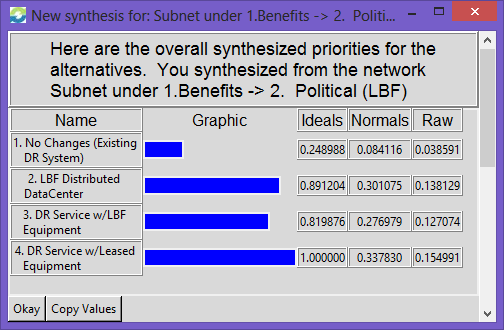 New synthesis for: Subnet under 1.Benefits -> 2.  Politi...
Here are the overall synthesized priorities for the
alternatives.  You synthesized from the network
Subnet under 1.Benefits -> 2.  Political (LBF)
Name Graphic Ideals Normals Raw
1. No Changes (Existing
DR System)
0.248988 0.084116 0.038591
2. LBF Distributed
DataCenter
0.891204 0.301075 0.138129
3. DR Service w/LBF
Equipment
0.819876 0.276979 0.127074
4. DR Service w/Leased
Equipment
1.000000 0.337830 0.154991
Okay Copy Values